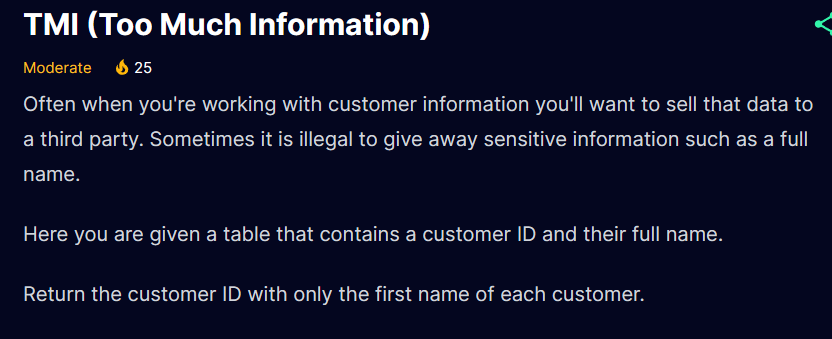 TMI (Too Much Information)
Moderate 25
Often when you're working with customer information you'll want to sell that data to
a third party. Sometimes it is illegal to give away sensitive information such as a full
name.
Here you are given a table that contains a customer ID and their full name.
Return the customer ID with only the first name of each customer.